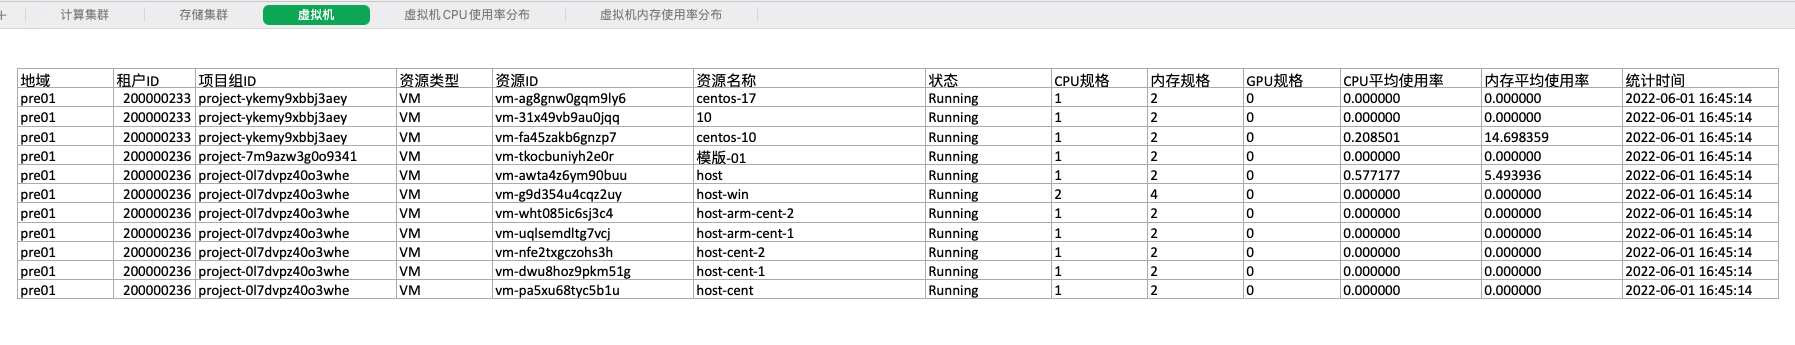 + 计算集群 存储集群 虚拟机 虚拟机CPU使用率分布 虚拟机内存使用率分布
地域 租户ID 项目组ID 资源类型 资源ID 资源名称 状态 CPU规格 内存规格 GPU规格 CPU平均使用率 内存平均使用率 统计时间
pre01 200000233 project-ykemy9xbbj3aey VM vm-ag8gnw0gqm9ly6 centos-17 Running 1 2 0 0.000000 0.000000 2022-06-01 16:45:14
pre01 200000233 project-ykemy9xbbj3aey VM vm-31x49vb9au0jqq 10 Running 1 2 0 0.000000 0.000000 2022-06-01 16:45:14
pre01 200000233 project-ykemy9xbbj3aey VM vm-fa45zakb6gnzp7 centos-10 Running 1 2 0 0.208501 14.698359 2022-06-01 16:45:14
pre01 200000236 project-7m9azw3g0o9341 VM vm-tkocbuniyh2e0r 模版-01 Running 1 2 0 0.000000 0.000000 2022-06-01 16:45:14
pre01 200000236 project-0l7dvpz40o3whe VM vm-awta4z6ym90buu host Running 1 2 0 0.577177 5.493936 2022-06-01 16:45:14
pre01 200000236 project-0l7dvpz40o3whe VM vm-g9d354u4cqz2uy host-win Running 2 4 0 0.000000 0.000000 2022-06-01 16:45:14
pre01 200000236 project-0l7dvpz40o3whe VM vm-wht085ic6sj3c4 host-arm-cent-2 Running 1 2 0 0.000000 0.000000 2022-06-01 16:45:14
pre01 200000236 project-0l7dvpz40o3whe VM vm-uqlsemdltg7vcj host-arm-cent-1 Running 1 2 0 0.000000 0.000000 2022-06-01 16:45:14
pre01 200000236 project-0l7dvpz40o3whe VM vm-nfe2txgczohs3h host-cent-2 Running 1 2 0 0.000000 0.000000 2022-06-01 16:45:14
pre01 200000236 project-0l7dvpz40o3whe VM vm-dwu8hoz9pkm51g host-cent-1 Running 1 2 0 0.000000 0.000000 2022-06-01 16:45:14
pre01 200000236 project-0l7dvpz40o3whe VM vm-pa5xu68tyc5b1u host-cent Running 1 2 0 0.000000 0.000000 2022-06-01 16:45:14